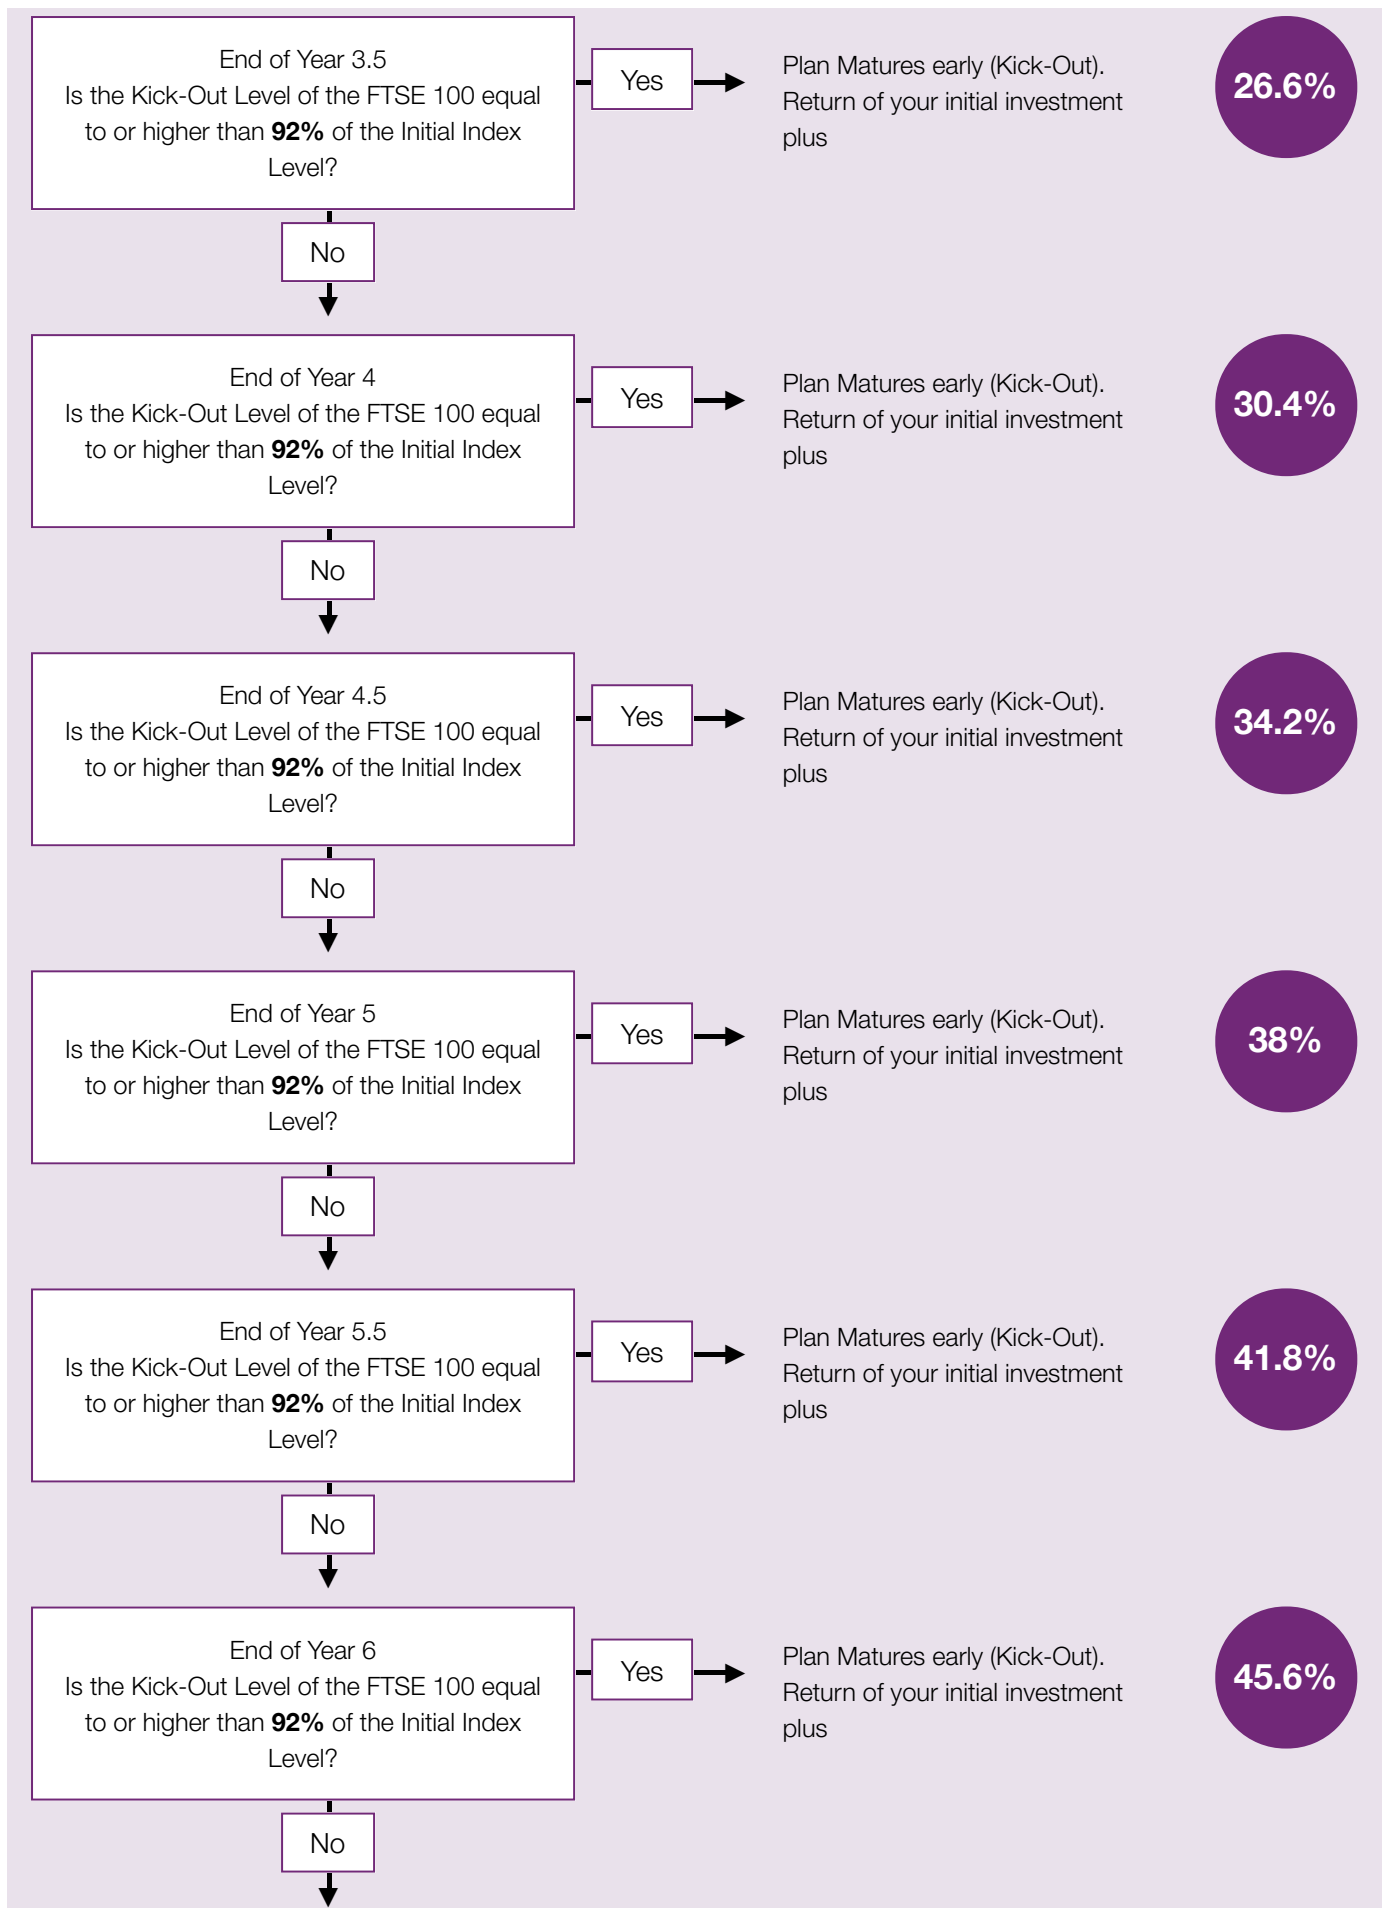 End of Year 3.5
Is the Kick-Out Level of the FTSE 100 equal
to or higher than 92% of the Initial Index
Level?
Yes
Plan Matures early (Kick-Out).
Return of your initial investment
plus
26.6%
No
End of Year 4
Is the Kick-Out Level of the FTSE 100 equal
to or higher than 92% of the Initial Index
Level?
Yes
Plan Matures early (Kick-Out).
Return of your initial investment
plus
30.4%
No
End of Year 4.5
Is the Kick-Out Level of the FTSE 100 equal
to or higher than 92% of the Initial Index
Level?
Yes
Plan Matures early (Kick-Out).
Return of your initial investment
plus
34.2%
No
End of Year 5
Is the Kick-Out Level of the FTSE 100 equal
to or higher than 92% of the Initial Index
Level?
Yes
Plan Matures early (Kick-Out).
Return of your initial investment
plus
38%
No
End of Year 5.5
Is the Kick-Out Level of the FTSE 100 equal
to or higher than 92% of the Initial Index
Level?
Yes
Plan Matures early (Kick-Out).
Return of your initial investment
plus
41.8%
No
End of Year 6
Is the Kick-Out Level of the FTSE 100 equal
to or higher than 92% of the Initial Index
Level?
Yes
Plan Matures early (Kick-Out).
Return of your initial investment
plus
45.6%
No